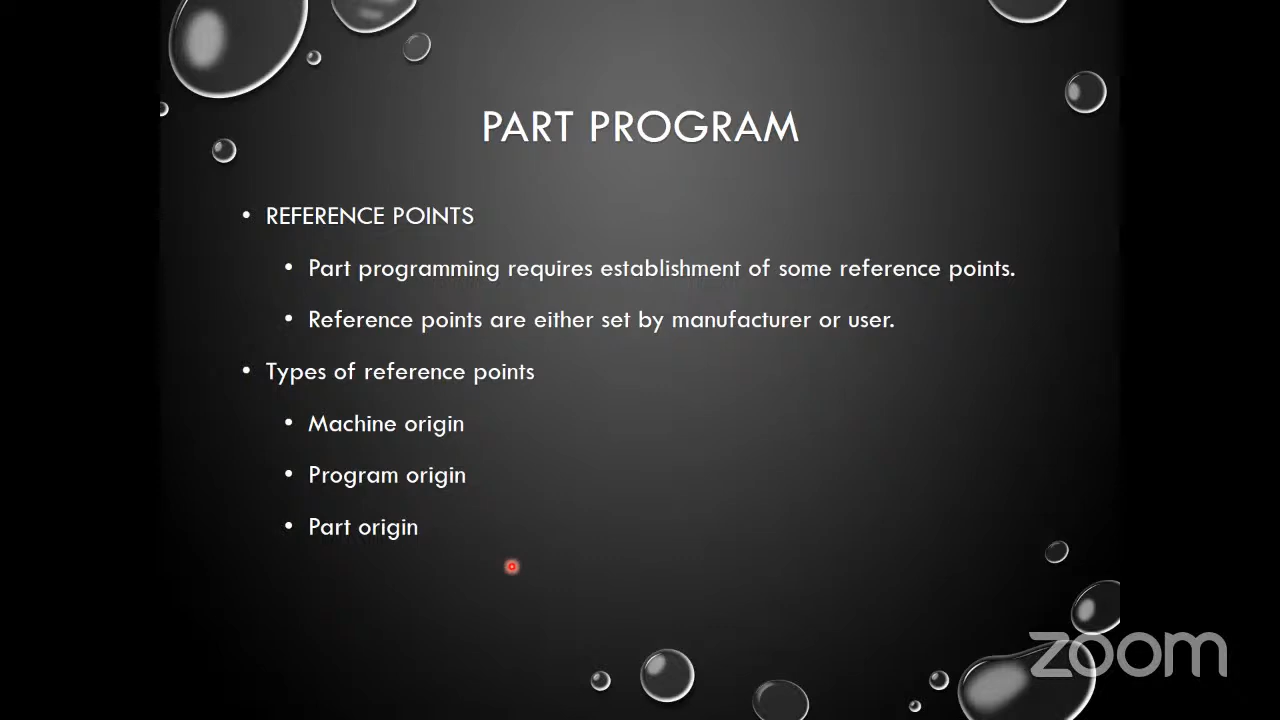 PART PROGRAM
• REFERENCE POINTS
• Part programming requires establishment of some reference points.
• Reference points are either set by manufacturer or user.
• Types of reference points
• Machine origin
• Program origin
• Part origin
zoom